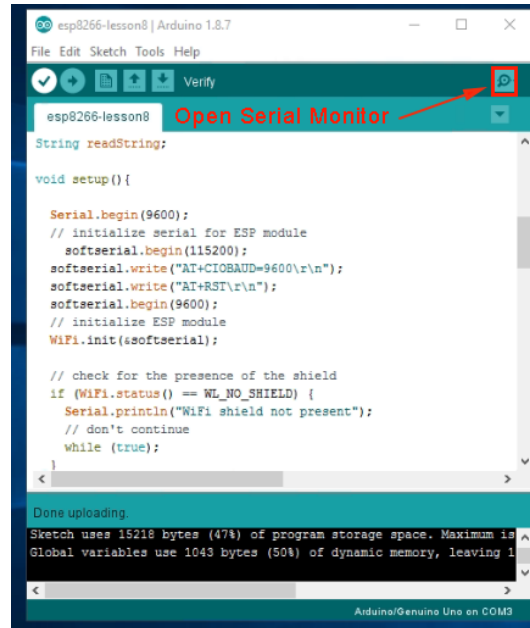 esp8266-lesson8 | Arduino 1.8.7
File Edit Sketch Tools Help
Verify
esp8266-lesson8
Open Serial Monitor
String readString;
void setup(){
Serial.begin(9600);
// initialize serial for ESP module
softserial.begin(115200);
softserial.write("AT+CIOBAUD=9600\r\n");
softserial.write("AT+RST\r\n");
softserial.begin(9600);
// initialize ESP module
WiFi.init(&softserial);
// check for the presence of the shield
if (WiFi.status() == WL_NO_SHIELD) {
Serial.println("WiFi shield not present");
// don't continue
while (true);
}
Done uploading.
Sketch uses 15218 bytes (47%) of program storage space. Maximum is
Global variables use 1043 bytes (50%) of dynamic memory, leaving 1
Arduino/Genuino Uno on COM3